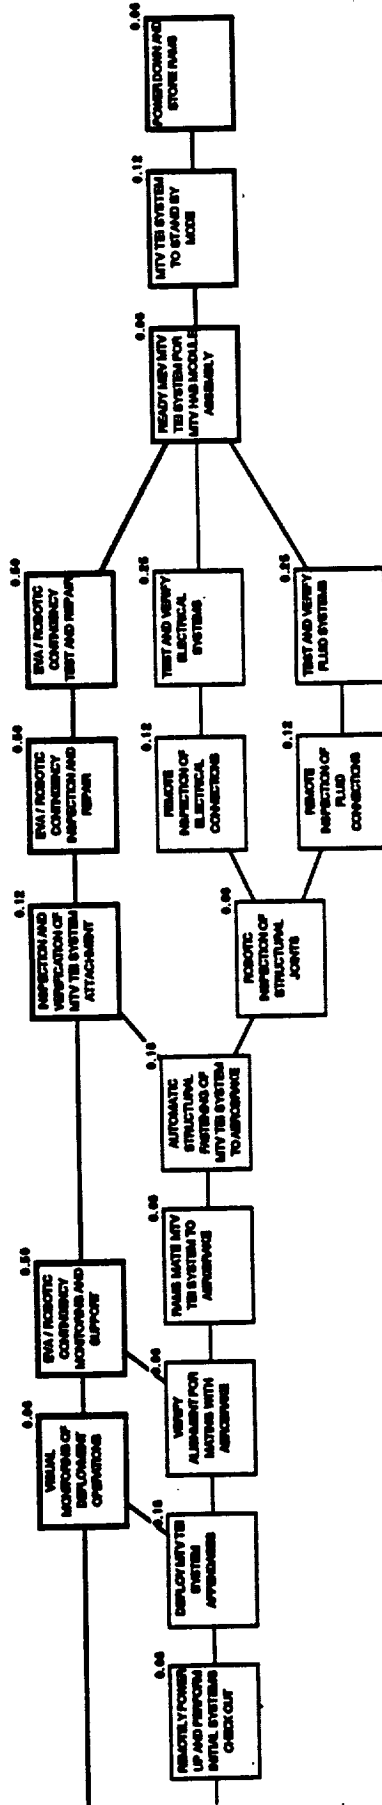 0.06
REMOTELY POWER
UP AND PERFORM
INITIAL SYSTEMS
CHECK OUT
0.18
DEPLOY MTV TEI
SYSTEM
APPENDAGES
0.06
VISUAL
MONITORING OF
DEPLOYMENT
OPERATIONS
0.06
VERIFY
ALIGNMENT FOR
MATING WITH
AEROBRAKE
0.50
EVA / ROBOTIC
CONTINGENCY
MONITORING AND
SUPPORT
0.06
RAMS MATE MTV
TEI SYSTEM TO
AEROBRAKE
0.18
AUTOMATIC
STRUCTURAL
FASTENING OF
MTV TEI SYSTEM
TO AEROBRAKE
0.12
INSPECTION AND
VERIFICATION OF
MTV TEI SYSTEM
ATTACHMENT
0.06
ROBOTIC
INSPECTION OF
STRUCTURAL
JOINTS
0.50
EVA / ROBOTIC
CONTINGENCY
INSPECTION AND
REPAIR
0.12
REMOTE
INSPECTION OF
ELECTRICAL
CONNECTIONS
0.12
REMOTE
INSPECTION OF
FLUID
CONNECTIONS
0.50
EVA / ROBOTIC
CONTINGENCY
TEST AND REPAIR
0.25
TEST AND VERIFY
ELECTRICAL
SYSTEMS
0.25
TEST AND VERIFY
FLUID SYSTEMS
0.06
READY MEV MTV
TEI SYSTEM FOR
MTV HAB MODULE
ASSEMBLY
0.12
MTV TEI SYSTEM
TO STAND BY
MODE
0.06
POWER DOWN AND
STORE RAMS